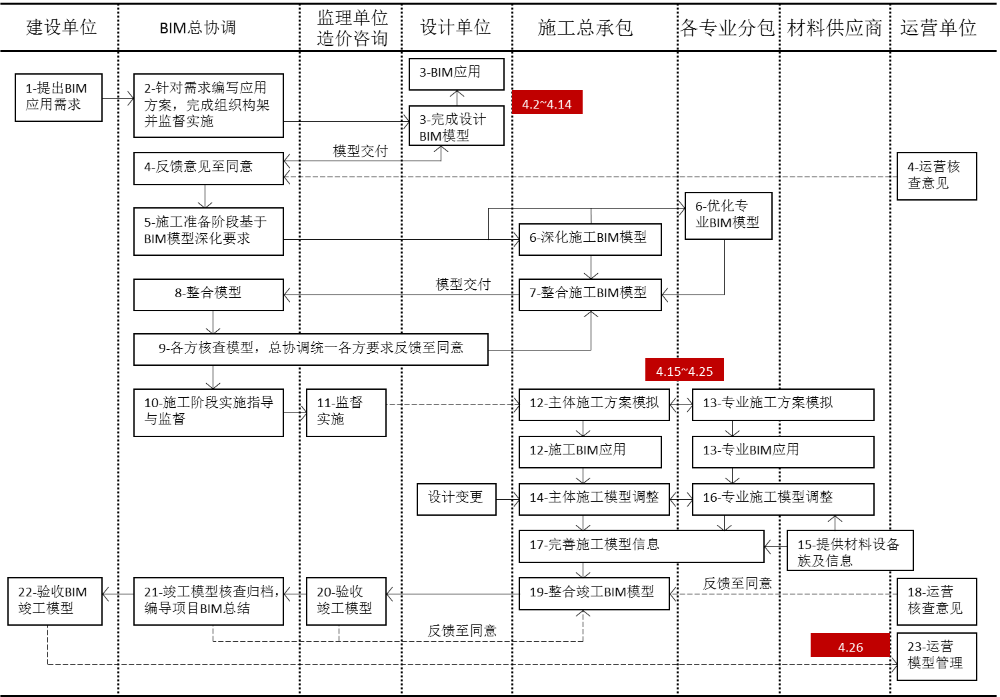 建设单位
BIM总协调
监理单位
造价咨询
设计单位
施工总承包
各专业分包
材料供应商
运营单位
3-BIM应用
1-提出BIM
应用需求
2-针对需求编写应用
方案，完成组织构架
并监督实施
4.2~4.14
3-完成设计
BIM模型
模型交付
4-反馈意见至同意
4-运营核
查意见
5-施工准备阶段基于
BIM模型深化要求
6-优化专
业BIM模型
6-深化施工BIM模型
8-整合模型
模型交付
7-整合施工BIM模型
9-各方核查模型，总协调统一各方要求反馈至同意
4.15~4.25
10-施工阶段实施指导
与监督
11-监督
实施
12-主体施工方案模拟
13-专业施工方案模拟
12-施工BIM应用
13-专业BIM应用
设计变更
14-主体施工模型调整
16-专业施工模型调整
17-完善施工模型信息
15-提供材料设备
族及信息
22-验收BIM
竣工模型
21-竣工模型核查归档，
编导项目BIM总结
20-验收
竣工模型
19-整合竣工BIM模型
反馈至同意
18-运营
核查意见
反馈至同意
4.26
23-运营
模型管理